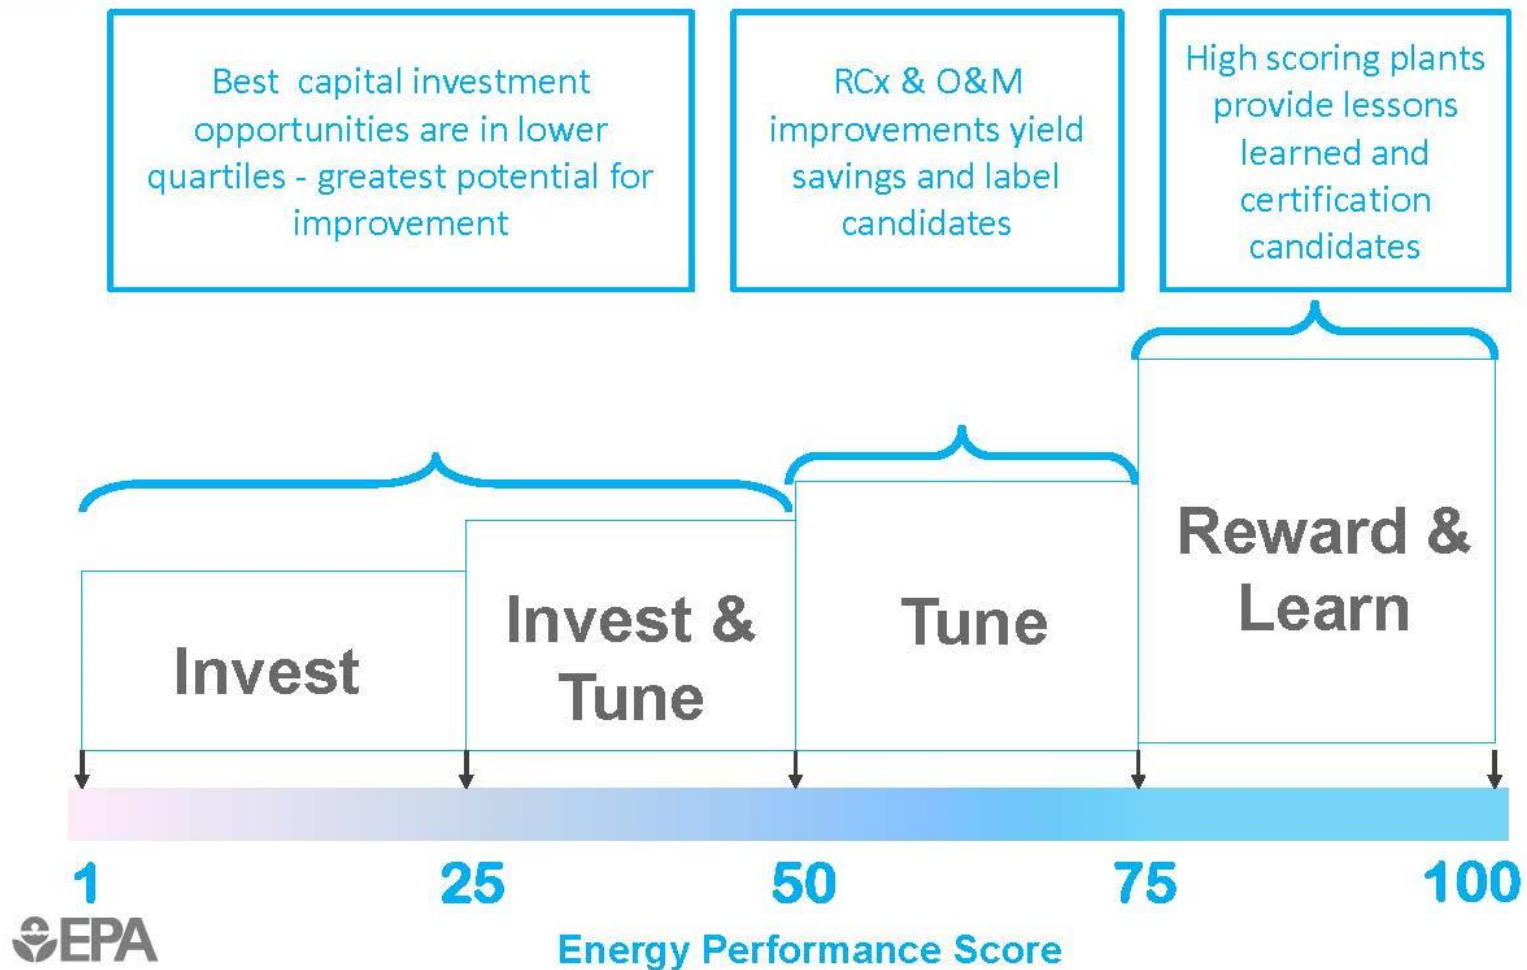 Best capital investment
opportunities are in lower
quartiles - greatest potential for
improvement
RCx & O&M
improvements yield
savings and label
candidates
High scoring plants
provide lessons
learned and
certification
candidates
Invest
Invest &
Tune
Tune
Reward &
Learn
1
25
50
75
100
EPA
Energy Performance Score